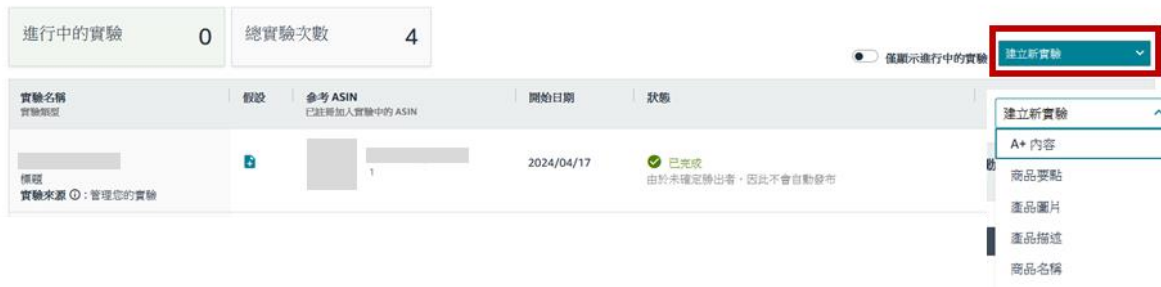 進行中的實驗 0
總實驗次數 4
僅顯示進行中的實驗
建立新實驗
實驗名稱
實驗類型
假設
參考 ASIN
已註冊加入實驗中的 ASIN
開始日期
狀態
1
2024/04/17
已完成
由於未確定勝出者，因此不會自動發布
標題
實驗來源：管理您的實驗
建立新實驗
A+ 內容
商品要點
產品圖片
產品描述
商品名稱